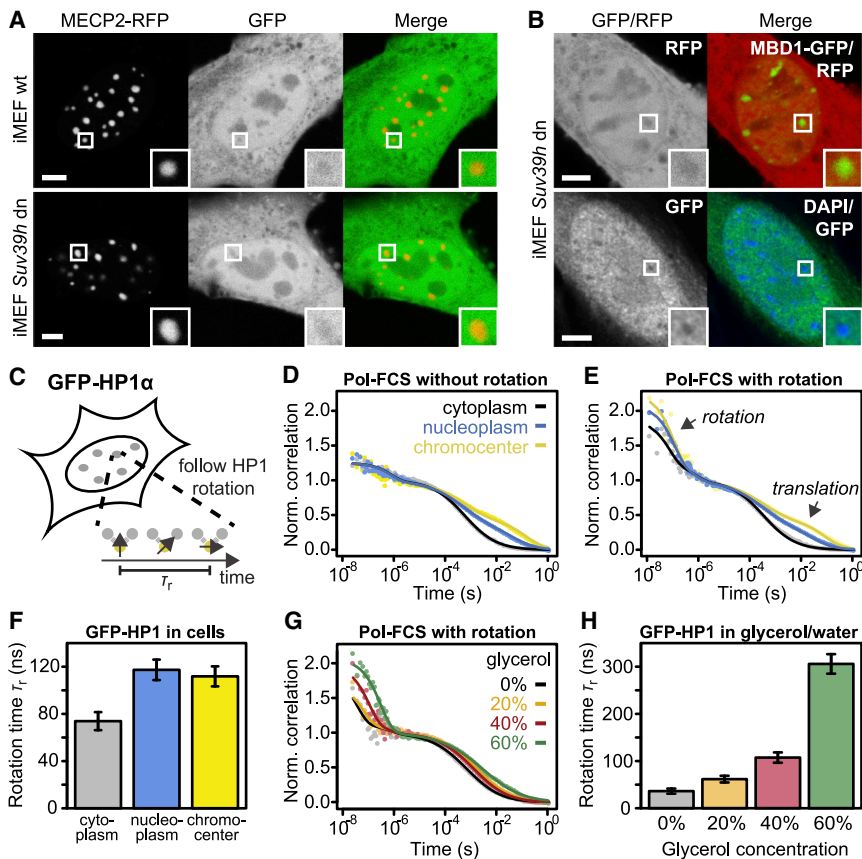 A
MECP2-RFP
GFP
Merge
iMEF wt
iMEF Suv39h dn
B
GFP/RFP
Merge
RFP
MBD1-GFP/
RFP
GFP
DAPI/
GFP
iMEF Suv39h dn
C
GFP-HP1α
follow HP1
rotation
time
τr
D
Pol-FCS without rotation
cytoplasm
nucleoplasm
chromocenter
Norm. correlation
2.0
1.5
1.0
0.5
0.0
10-8
10-6
10-4
10-2
100
Time (s)
E
Pol-FCS with rotation
rotation
translation
Norm. correlation
2.0
1.5
1.0
0.5
0.0
10-8
10-6
10-4
10-2
100
Time (s)
F
GFP-HP1 in cells
Rotation time τr (ns)
120
80
40
0
cyto-
plasm
nucleo-
plasm
chromo-
center
G
Pol-FCS with rotation
glycerol
0%
20%
40%
60%
Norm. correlation
2.0
1.5
1.0
0.5
0.0
10-8
10-6
10-4
10-2
100
Time (s)
H
GFP-HP1 in glycerol/water
Rotation time τr (ns)
300
200
100
50
0
0%
20%
40%
60%
Glycerol concentration